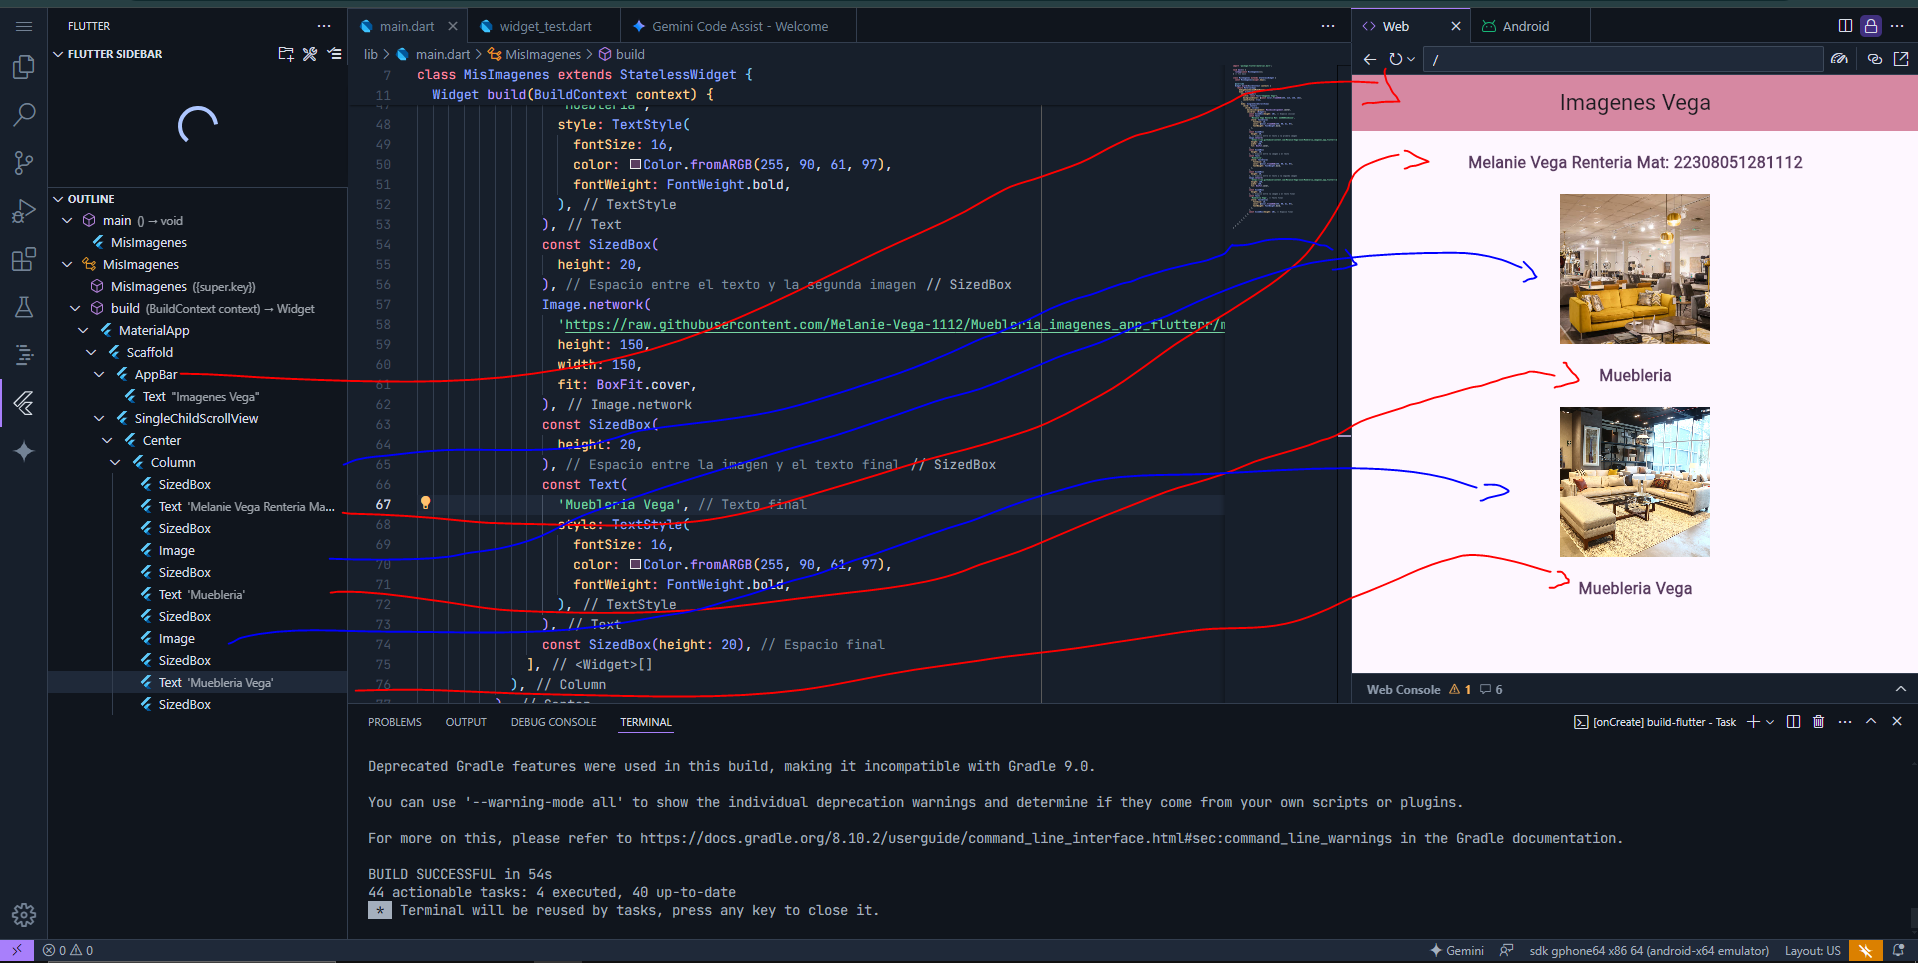 FLUTTER
FLUTTER SIDEBAR
OUTLINE
main () → void
MisImagenes
MisImagenes
MisImagenes ({super.key})
build (BuildContext context) → Widget
MaterialApp
Scaffold
AppBar
Text "Imagenes Vega"
SingleChildScrollView
Center
Column
SizedBox
Text 'Melanie Vega Renteria Ma...
SizedBox
Image
SizedBox
Text 'Muebleria'
SizedBox
Image
SizedBox
Text 'Muebleria Vega'
SizedBox
main.dart
widget_test.dart
Gemini Code Assist - Welcome
lib > main.dart > MisImagenes > build
7 class MisImagenes extends StatelessWidget {
11 Widget build(BuildContext context) {
47 'Muebleria',
48 style: TextStyle(
49 fontSize: 16,
50 color: Color.fromARGB(255, 90, 61, 97),
51 fontWeight: FontWeight.bold,
52 ), // TextStyle
53 ), // Text
54 const SizedBox(
55 height: 20,
56 ), // Espacio entre el texto y la segunda imagen // SizedBox
57 Image.network(
58 'https://raw.githubusercontent.com/Melanie-Vega-1112/Muebleria_imagenes_app_flutterr/m
59 height: 150,
60 width: 150,
61 fit: BoxFit.cover,
62 ), // Image.network
63 const SizedBox(
64 height: 20,
65 ), // Espacio entre la imagen y el texto final // SizedBox
66 const Text(
67 'Muebleria Vega', // Texto final
68 style: TextStyle(
69 fontSize: 16,
70 color: Color.fromARGB(255, 90, 61, 97),
71 fontWeight: FontWeight.bold,
72 ), // TextStyle
73 ), // Text
74 const SizedBox(height: 20), // Espacio final
75 ], // <Widget>[]
76 ), // Column
77 ), // Center
Web
Android
/
Imagenes Vega
Melanie Vega Renteria Mat: 22308051281112
Muebleria
Muebleria Vega
Web Console 1 6
PROBLEMS OUTPUT DEBUG CONSOLE TERMINAL
[onCreate] build-flutter - Task
Deprecated Gradle features were used in this build, making it incompatible with Gradle 9.0.
You can use '--warning-mode all' to show the individual deprecation warnings and determine if they come from your own scripts or plugins.
For more on this, please refer to https://docs.gradle.org/8.10.2/userguide/command_line_interface.html#sec:command_line_warnings in the Gradle documentation.
BUILD SUCCESSFUL in 54s
44 actionable tasks: 4 executed, 40 up-to-date
* Terminal will be reused by tasks, press any key to close it.
0 0
Gemini
sdk gphone64 x86 64 (android-x64 emulator)
Layout: US